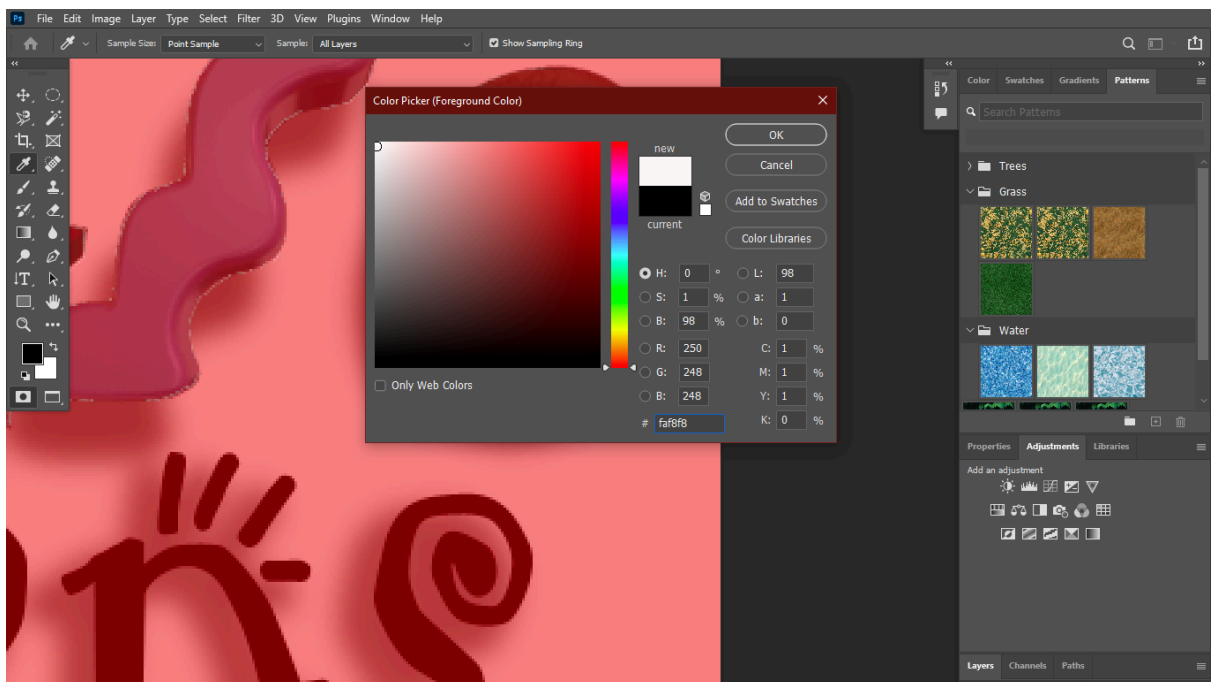 Ps File Edit Image Layer Type Select Filter 3D View Plugins Window Help
Sample Size: Point Sample Sample: All Layers Show Sampling Ring
Color Picker (Foreground Color)
new
current
OK
Cancel
Add to Swatches
Color Libraries
H: 0 ° L: 98
S: 1 % a: 1
B: 98 % b: 0
R: 250 C: 1 %
G: 248 M: 1 %
B: 248 Y: 1 %
# faf8f8 K: 0 %
Only Web Colors
Color Swatches Gradients Patterns
Search Patterns
Trees
Grass
Water
Properties Adjustments Libraries
Add an adjustment
Layers Channels Paths
ns